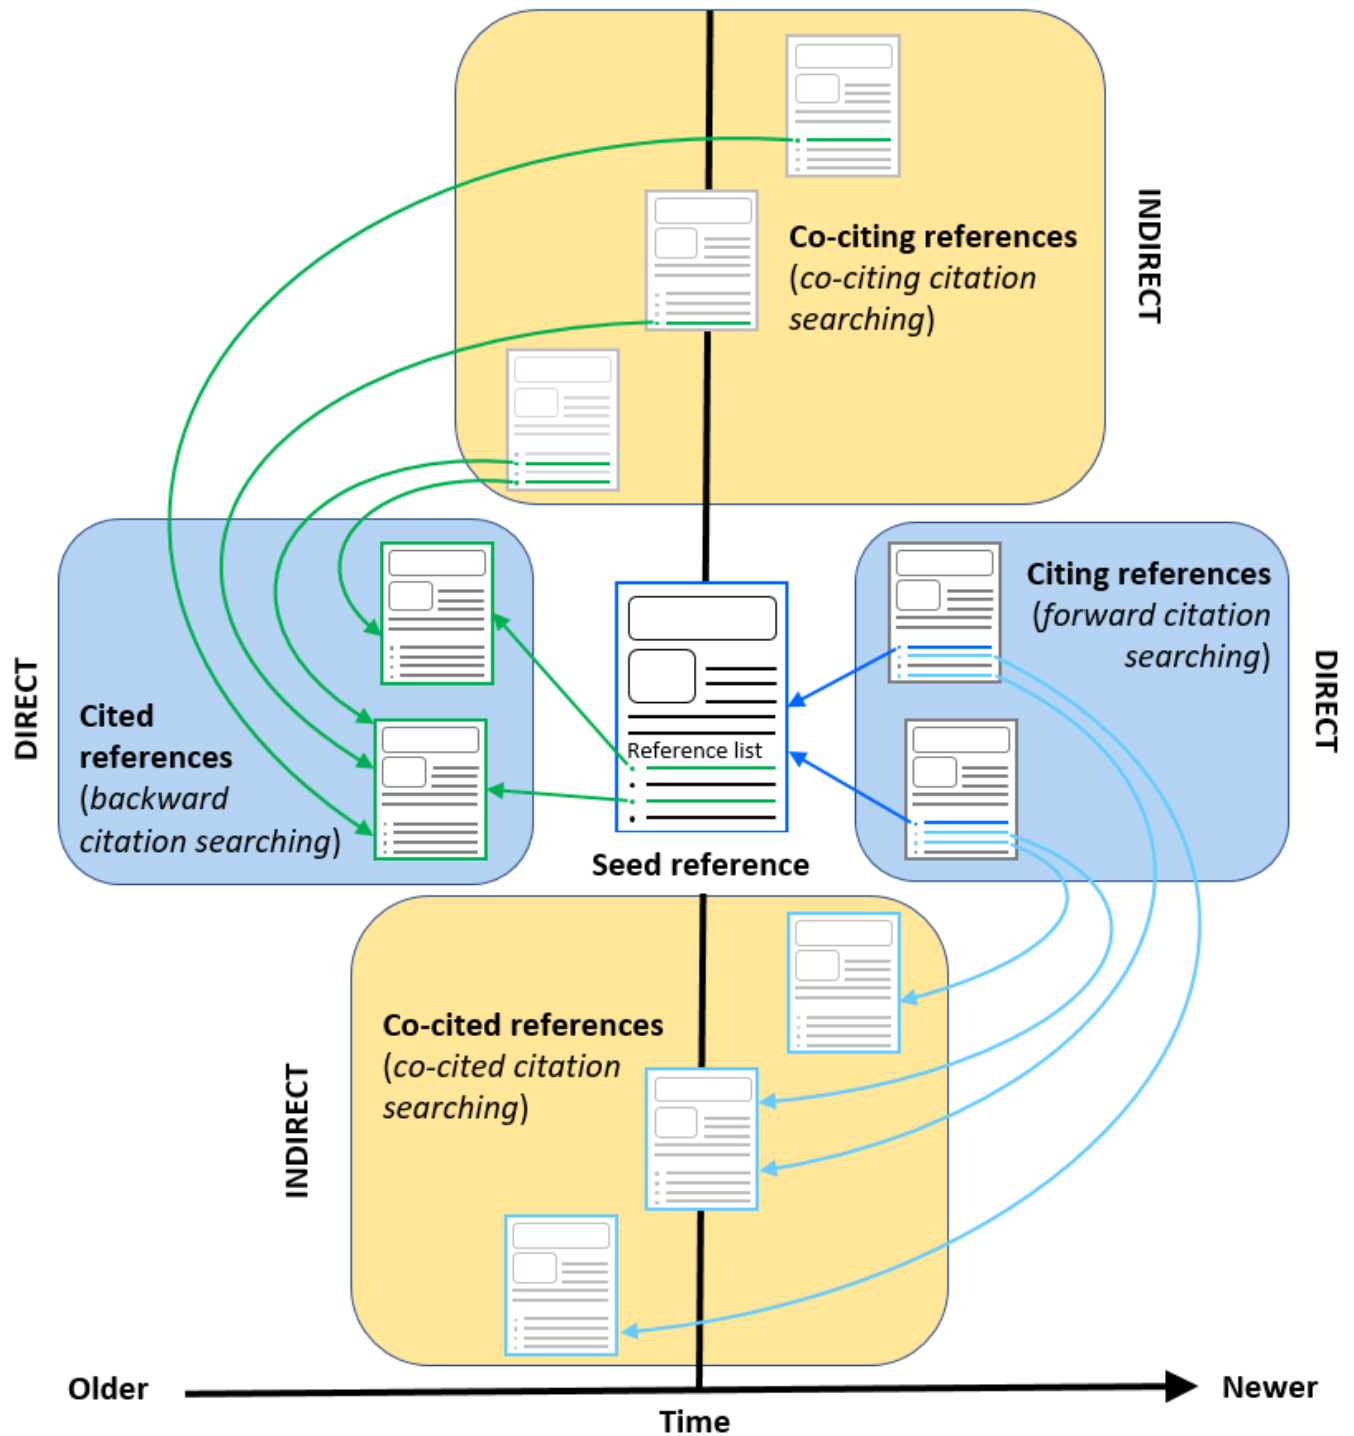 Co-citing references
(co-citing citation
searching)
INDIRECT
DIRECT
Cited
references
(backward
citation searching)
Reference list
Seed reference
Citing references
(forward citation
searching)
DIRECT
Co-cited references
(co-cited citation
searching)
INDIRECT
Older
Time
Newer